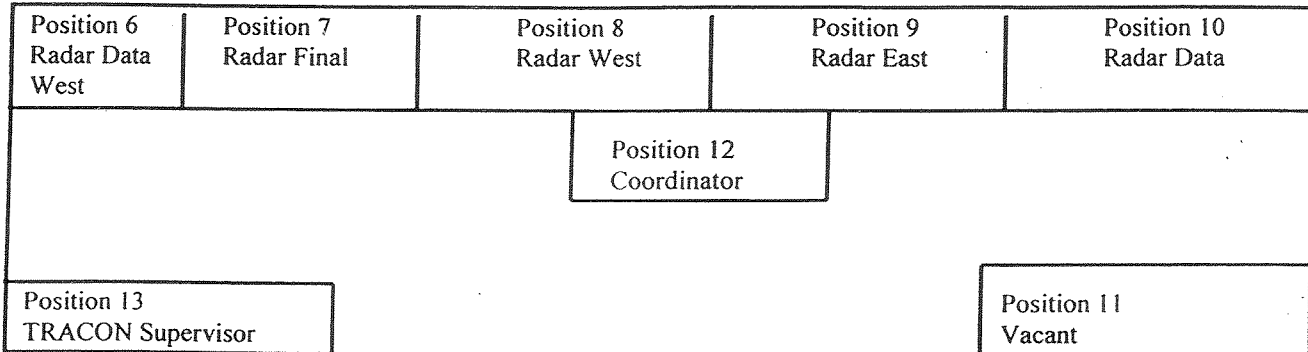 Position 6
Radar Data
West
Position 7
Radar Final
Position 8
Radar West
Position 9
Radar East
Position 10
Radar Data
Position 12
Coordinator
Position 13
TRACON Supervisor
Position 11
Vacant